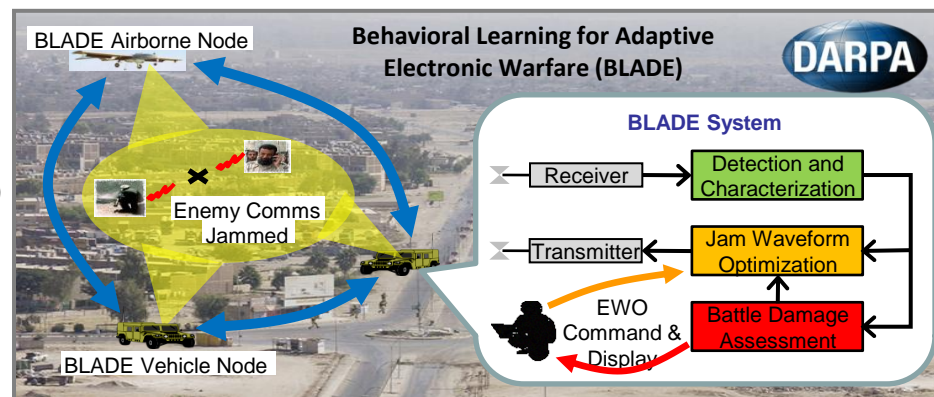 BLADE Airborne Node
Behavioral Learning for Adaptive
Electronic Warfare (BLADE)
DARPA
Enemy Comms
Jammed
BLADE Vehicle Node
BLADE System
Receiver
Detection and
Characterization
Transmitter
Jam Waveform
Optimization
EWO
Command &
Display
Battle Damage
Assessment